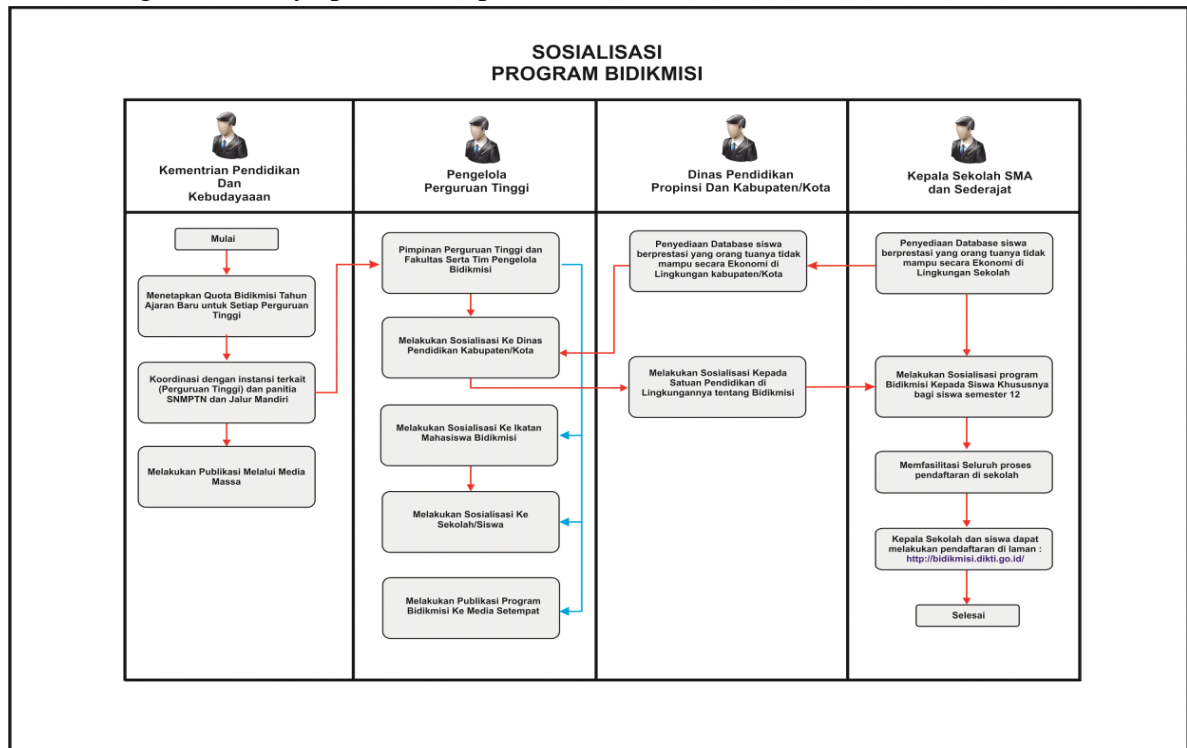 SOSIALISASI
PROGRAM BIDIKMISI
Kementrian Pendidikan
Dan
Kebudayaaan
Pengelola
Perguruan Tinggi
Dinas Pendidikan
Propinsi Dan Kabupaten/Kota
Kepala Sekolah SMA
dan Sederajat
Mulai
Menetapkan Quota Bidikmisi Tahun
Ajaran Baru untuk Setiap Perguruan
Tinggi
Koordinasi dengan instansi terkait
(Perguruan Tinggi) dan panitia
SNMPTN dan Jalur Mandiri
Melakukan Publikasi Melalui Media
Massa
Pimpinan Perguruan Tinggi dan
Fakultas Serta Tim Pengelola
Bidikmisi
Melakukan Sosialisasi Ke Dinas
Pendidikan Kabupaten/Kota
Melakukan Sosialisasi Ke Ikatan
Mahasiswa Bidikmisi
Melakukan Sosialisasi Ke
Sekolah/Siswa
Melakukan Publikasi Program
Bidikmisi Ke Media Setempat
Penyediaan Database siswa
berprestasi yang orang tuanya tidak
mampu secara Ekonomi di
Lingkungan kabupaten/Kota
Melakukan Sosialisasi Kepada
Satuan Pendidikan di
Lingkungannya tentang Bidikmisi
Penyediaan Database siswa
berprestasi yang orang tuanya tidak
mampu secara Ekonomi di
Lingkungan Sekolah
Melakukan Sosialisasi program
Bidikmisi Kepada Siswa Khususnya
bagi siswa semester 12
Memfasilitasi Seluruh proses
pendaftaran di sekolah
Kepala Sekolah dan siswa dapat
melakukan pendaftaran di laman :
http://bidikmisi.dikti.go.id/
Selesai